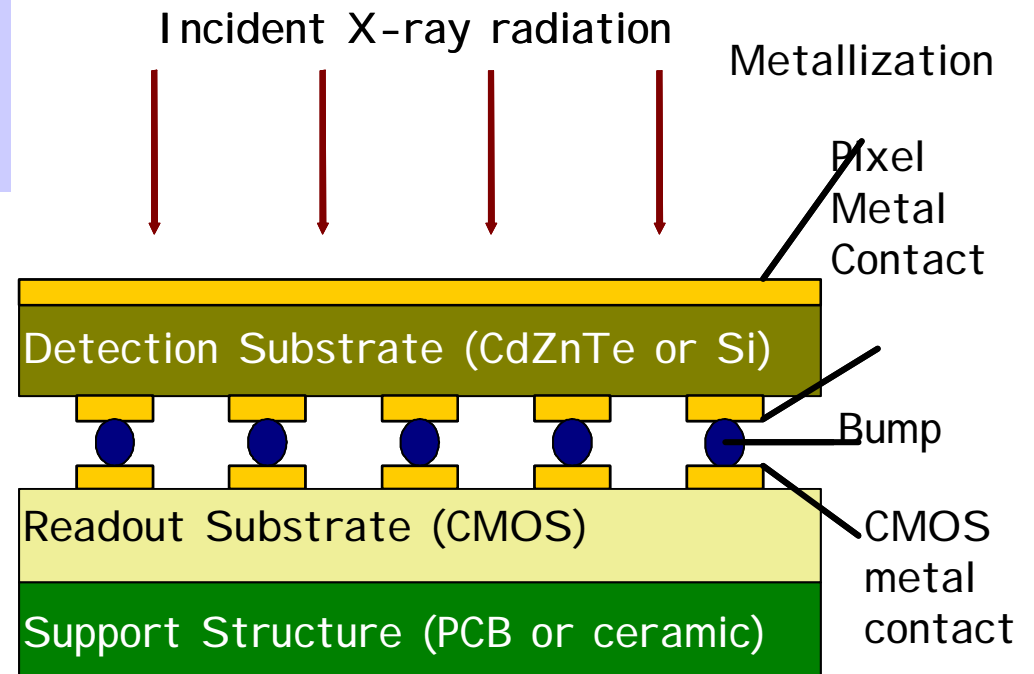 Incident X-ray radiation
Metallization
Pixel
Metal
Contact
Detection Substrate (CdZnTe or Si)
Bump
Readout Substrate (CMOS)
CMOS
metal
contact
Support Structure (PCB or ceramic)